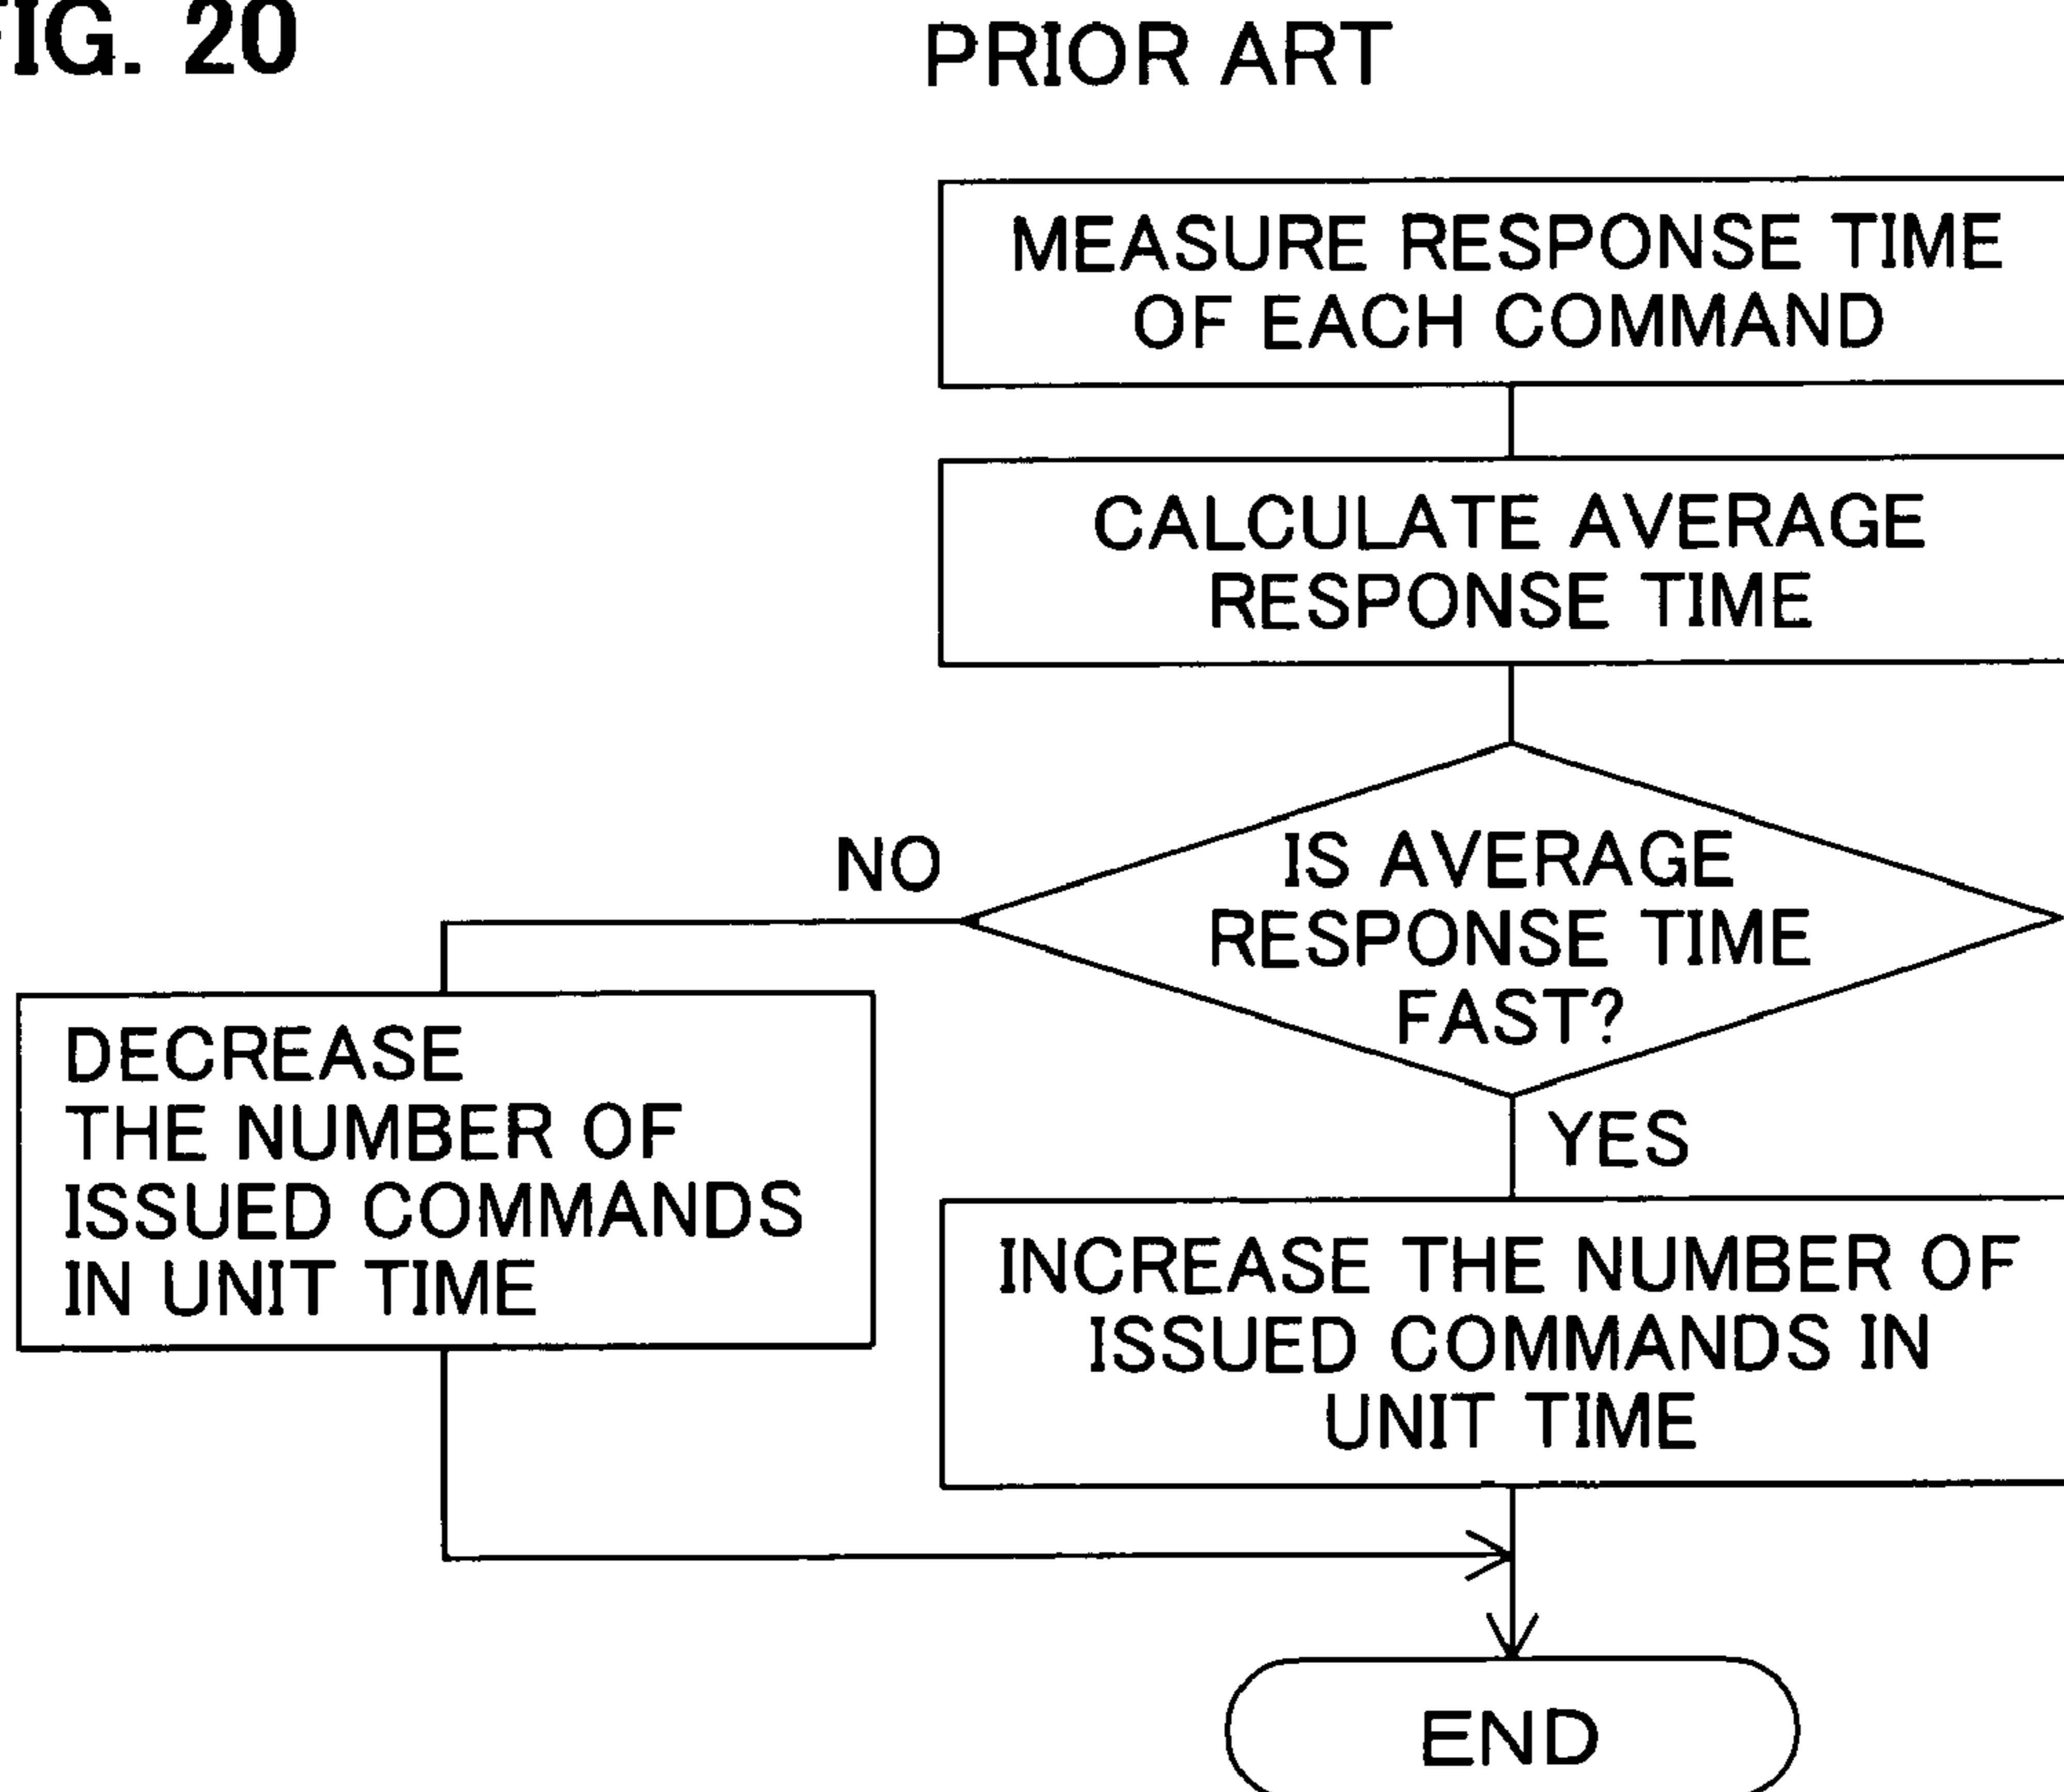 FIG. 20
PRIOR ART
MEASURE RESPONSE TIME
OF EACH COMMAND
CALCULATE AVERAGE
RESPONSE TIME
IS AVERAGE
RESPONSE TIME
FAST?
NO
YES
DECREASE
THE NUMBER OF
ISSUED COMMANDS
IN UNIT TIME
INCREASE THE NUMBER OF
ISSUED COMMANDS IN
UNIT TIME
END